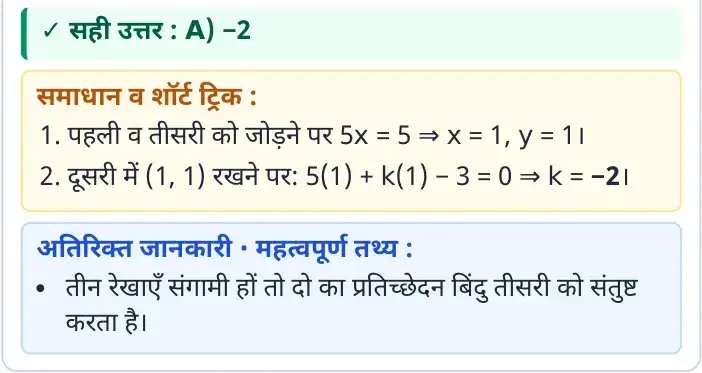 ✓ सही उत्तर : A) −2
समाधान व शॉर्ट ट्रिक :
1. पहली व तीसरी को जोड़ने पर 5x = 5 ⇒ x = 1, y = 1।
2. दूसरी में (1, 1) रखने पर: 5(1) + k(1) − 3 = 0 ⇒ k = −2।
अतिरिक्त जानकारी · महत्वपूर्ण तथ्य :
• तीन रेखाएँ संगामी हों तो दो का प्रतिच्छेदन बिंदु तीसरी को संतुष्ट
करता है।